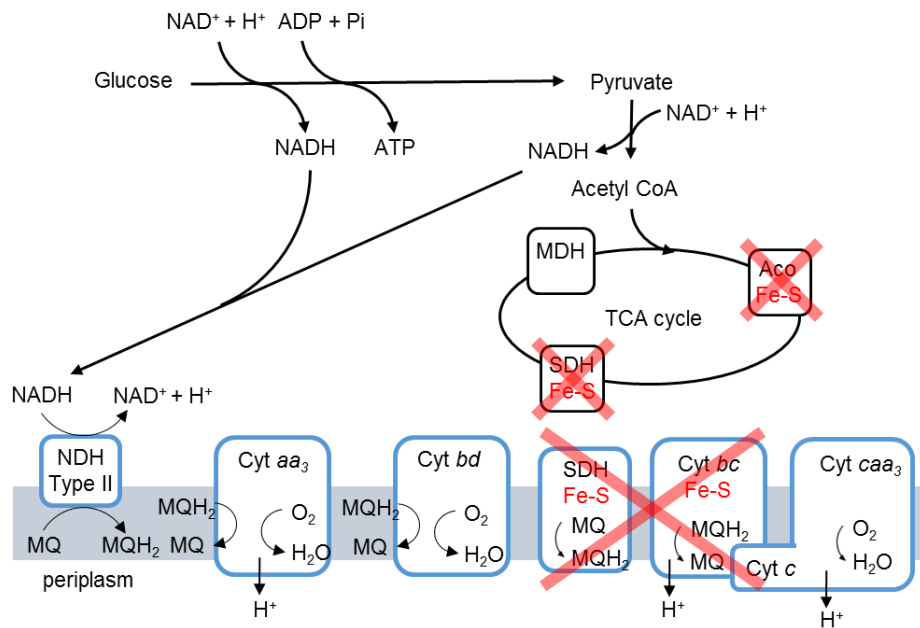 NAD⁺ + H⁺ ADP + Pi
Glucose
Pyruvate
NAD⁺ + H⁺
NADH ATP
NADH
Acetyl CoA
MDH
Aco
Fe-S
TCA cycle
SDH
Fe-S
NADH NAD⁺ + H⁺
NDH
Type II
MQ MQH₂
periplasm
Cyt aa₃
MQH₂
MQ
O₂
H₂O
H⁺
Cyt bd
MQH₂
MQ
O₂
H₂O
SDH
Fe-S
MQ
MQH₂
Cyt bc
Fe-S
MQH₂
MQ
H⁺
Cyt c
Cyt caa₃
O₂
H₂O
H⁺